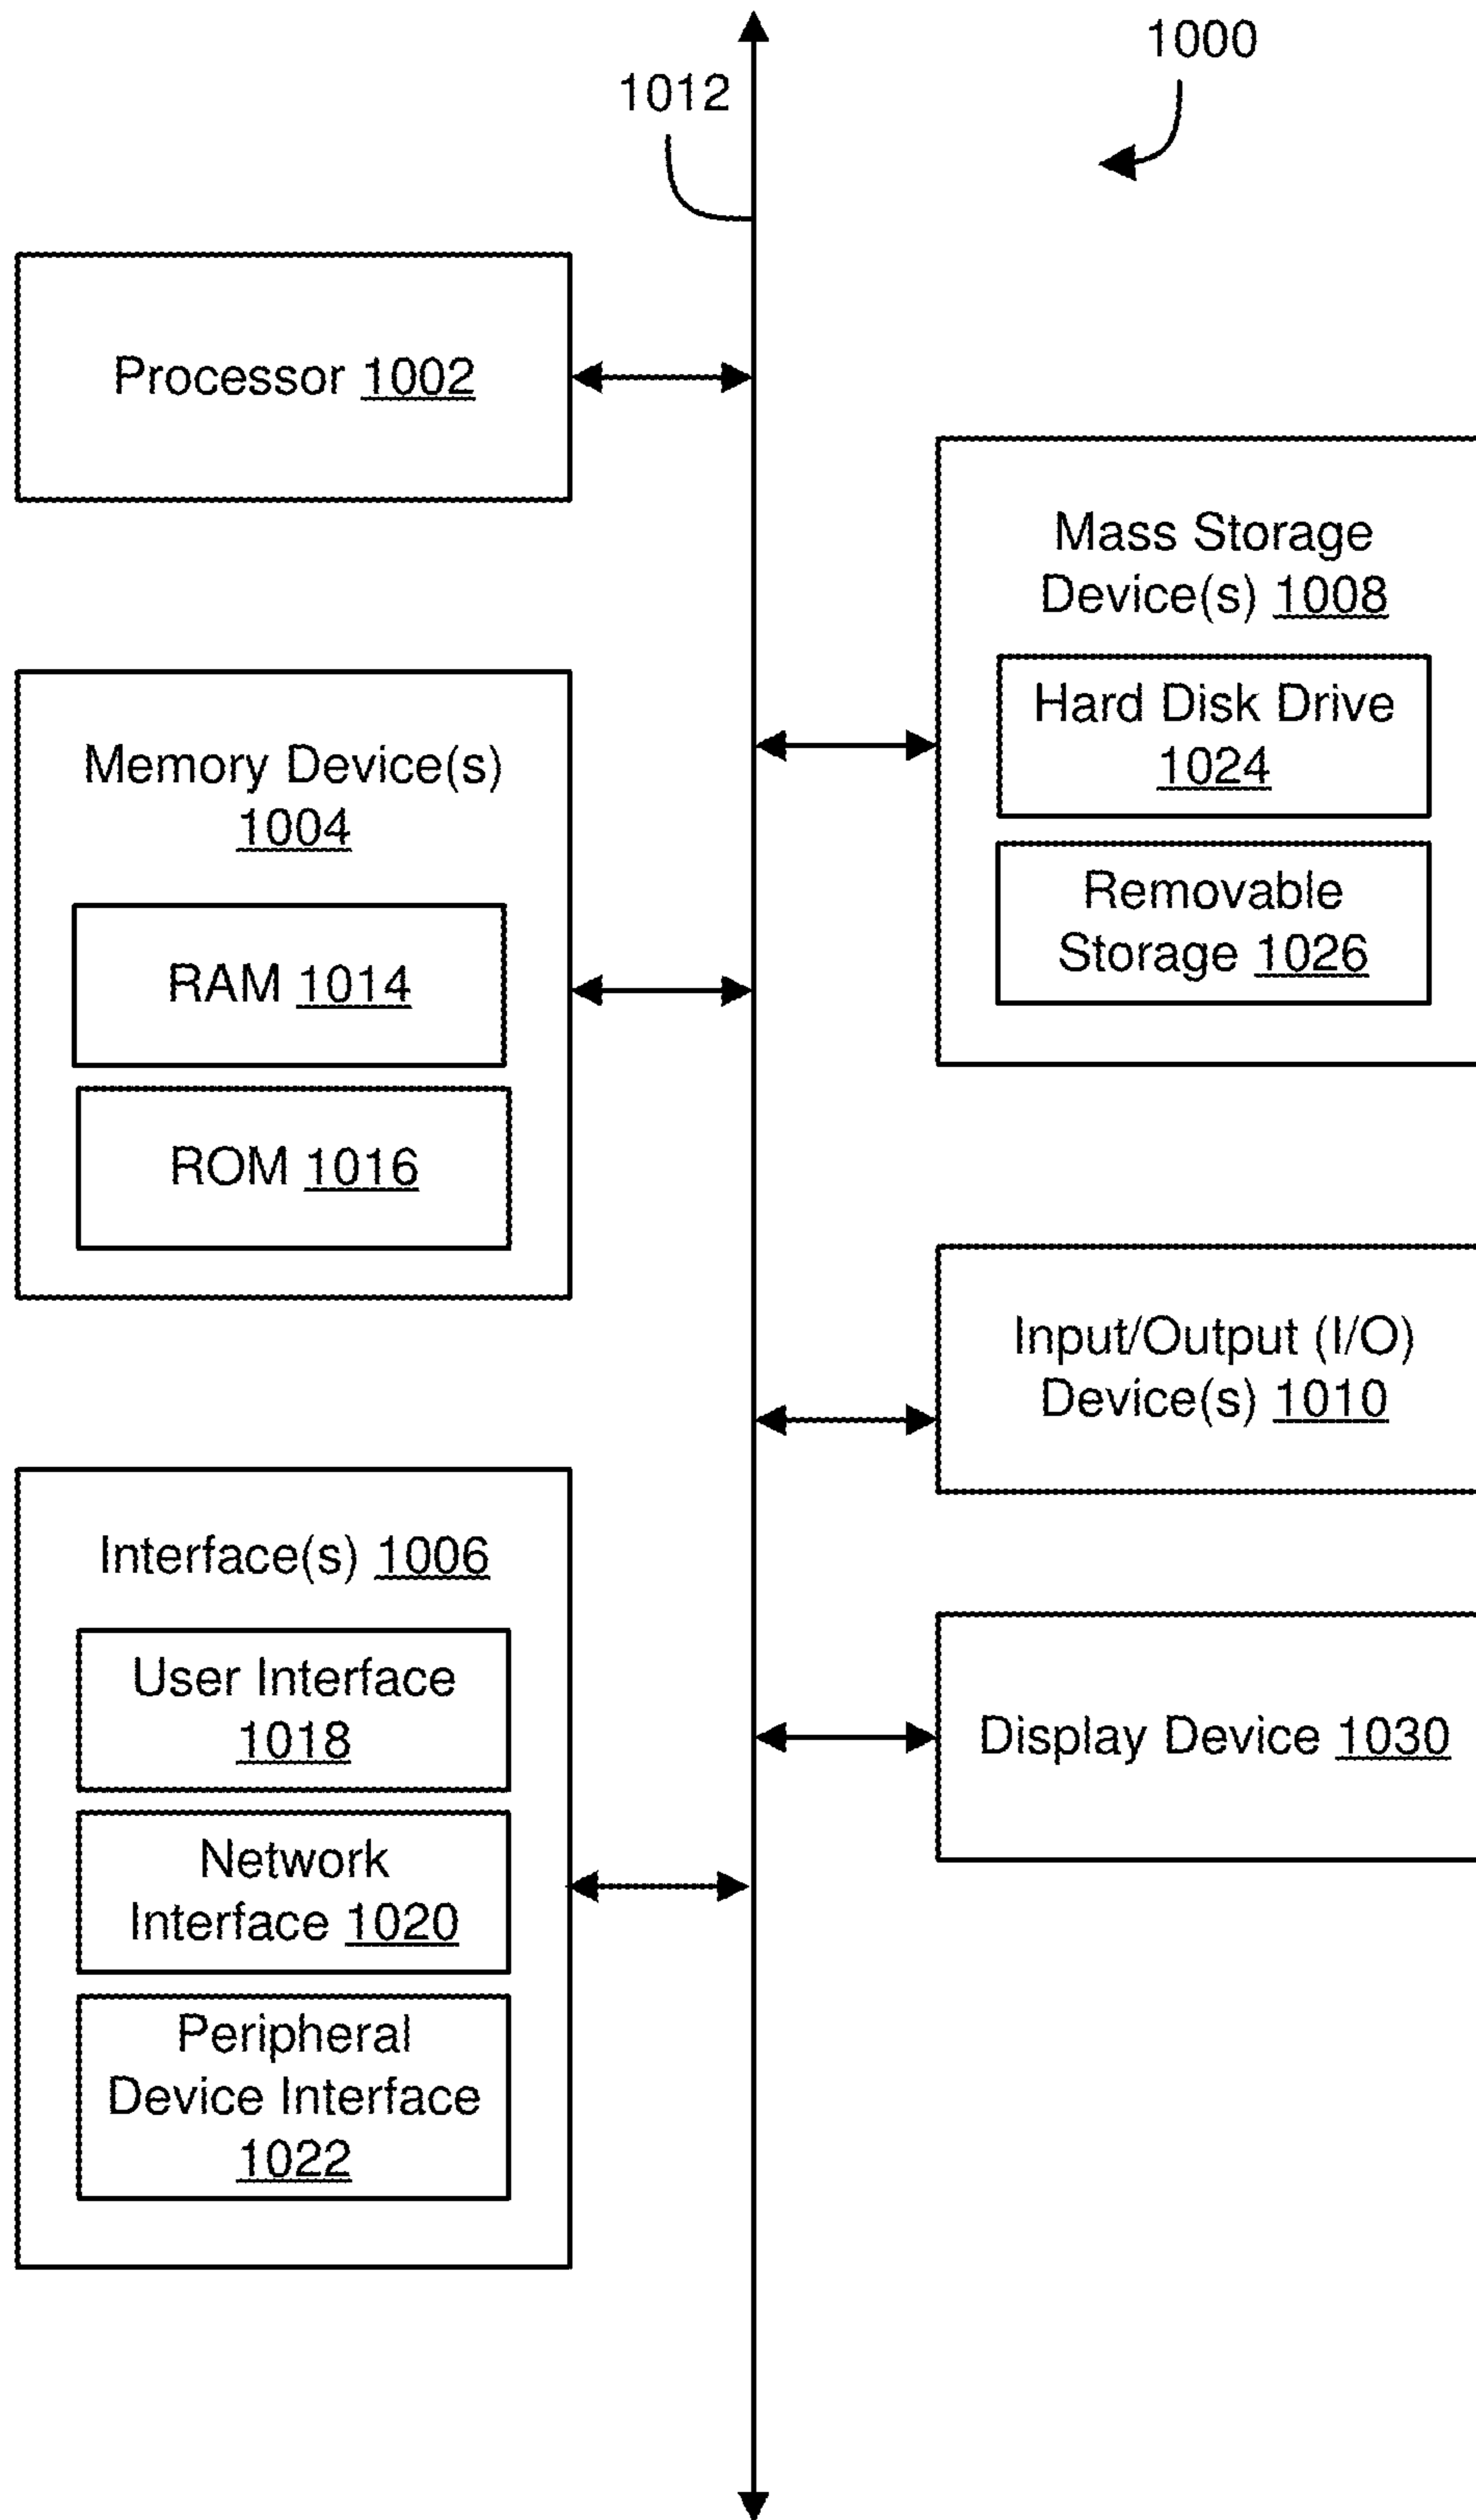 1000
1012
Processor 1002
Mass Storage
Device(s) 1008
Hard Disk Drive
1024
Removable
Storage 1026
Memory Device(s)
1004
RAM 1014
ROM 1016
Input/Output (I/O)
Device(s) 1010
Interface(s) 1006
User Interface
1018
Network
Interface 1020
Peripheral
Device Interface
1022
Display Device 1030